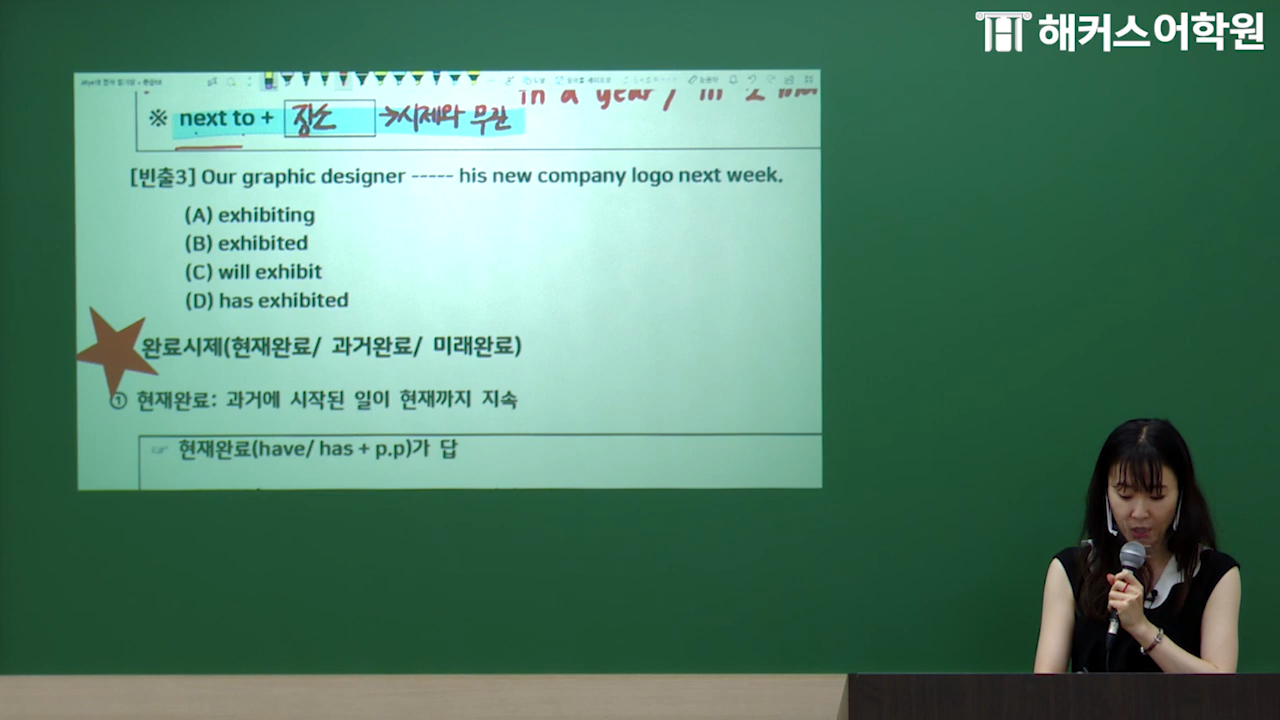 해커스어학원
in a year / in 2
※ next to + 장소 →시제와 무관
[빈출3] Our graphic designer ----- his new company logo next week.
(A) exhibiting
(B) exhibited
(C) will exhibit
(D) has exhibited
완료시제(현재완료/ 과거완료/ 미래완료)
① 현재완료: 과거에 시작된 일이 현재까지 지속
☞ 현재완료(have/ has + p.p)가 답